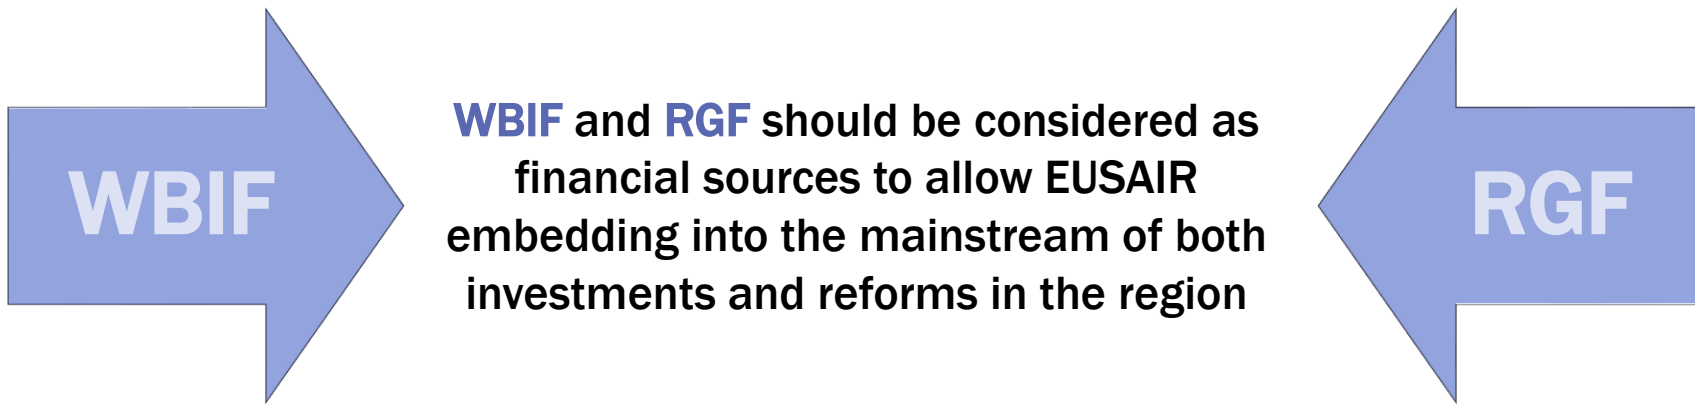 WBIF
WBIF and RGF should be considered as
financial sources to allow EUSAIR
embedding into the mainstream of both
investments and reforms in the region
RGF